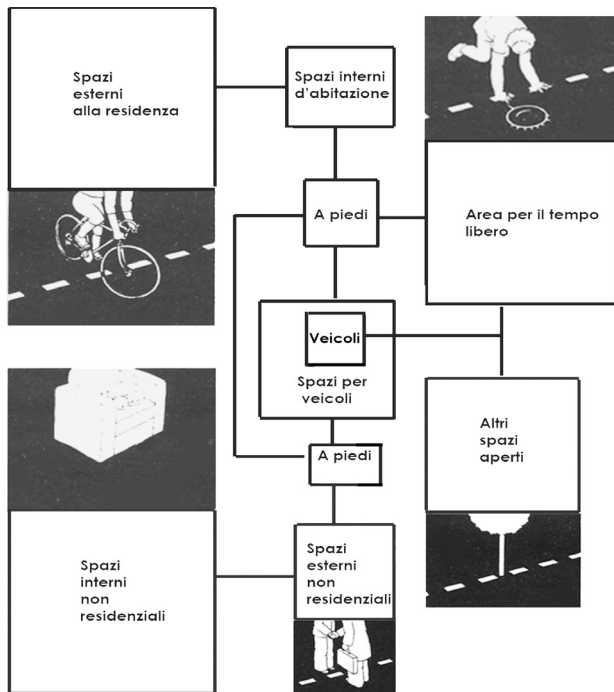 Spazi
esterni
alla residenza
Spazi interni
d'abitazione
A piedi
Area per il tempo
libero
Veicoli
Spazi per
veicoli
Altri
spazi
aperti
A piedi
Spazi
interni
non
residenziali
Spazi
esterni
non
residenziali